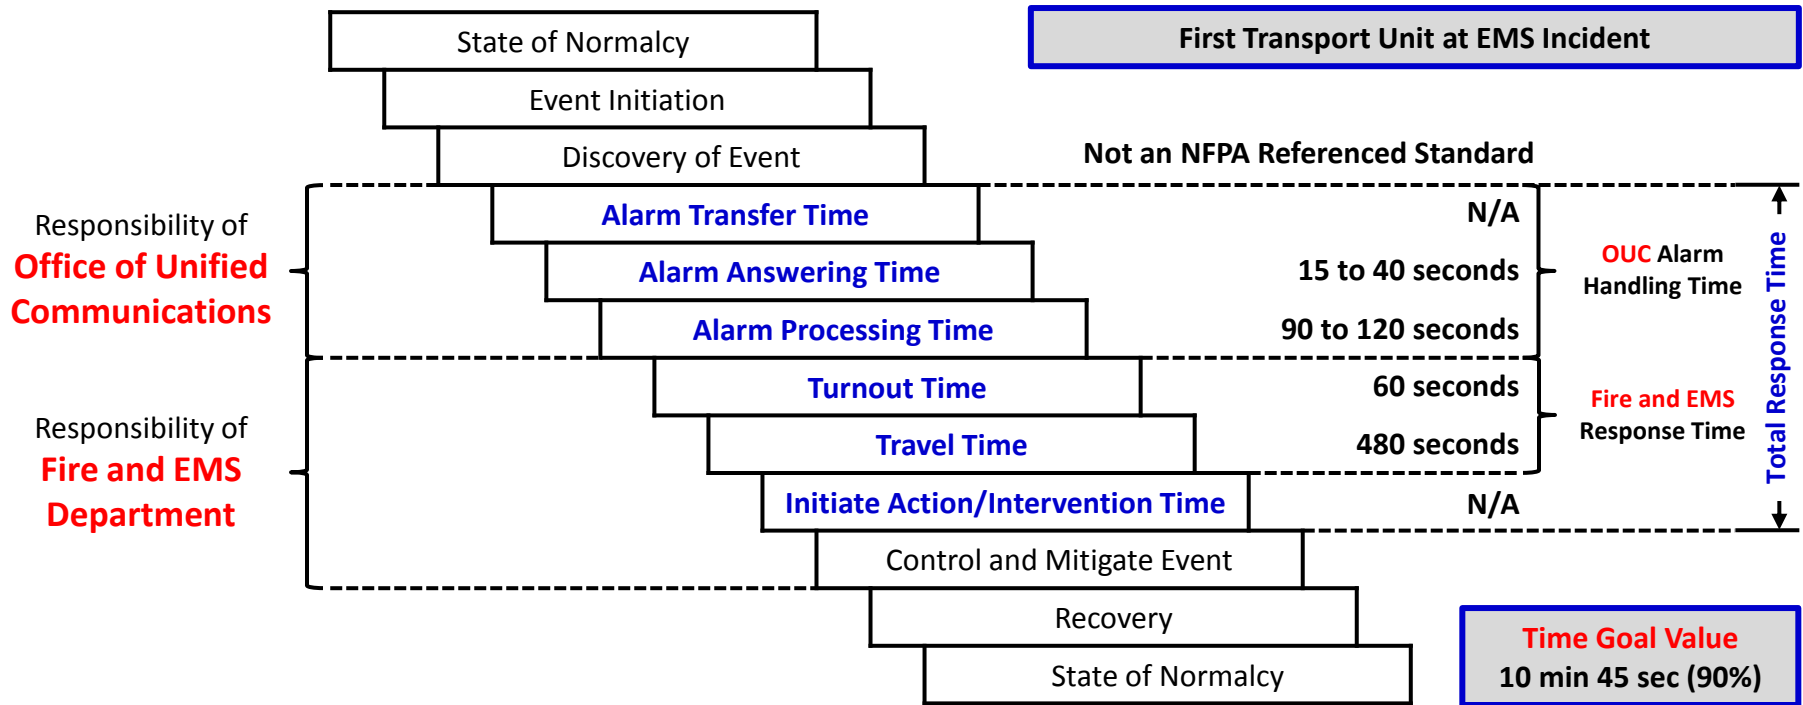 State of Normalcy
First Transport Unit at EMS Incident
Event Initiation
Discovery of Event
Not an NFPA Referenced Standard
Responsibility of
Office of Unified
Communications
Alarm Transfer Time
N/A
Alarm Answering Time
15 to 40 seconds
Alarm Processing Time
90 to 120 seconds
OUC Alarm
Handling Time
Total Response Time
Responsibility of
Fire and EMS
Department
Turnout Time
60 seconds
Travel Time
480 seconds
Fire and EMS
Response Time
Initiate Action/Intervention Time
N/A
Control and Mitigate Event
Recovery
State of Normalcy
Time Goal Value
10 min 45 sec (90%)